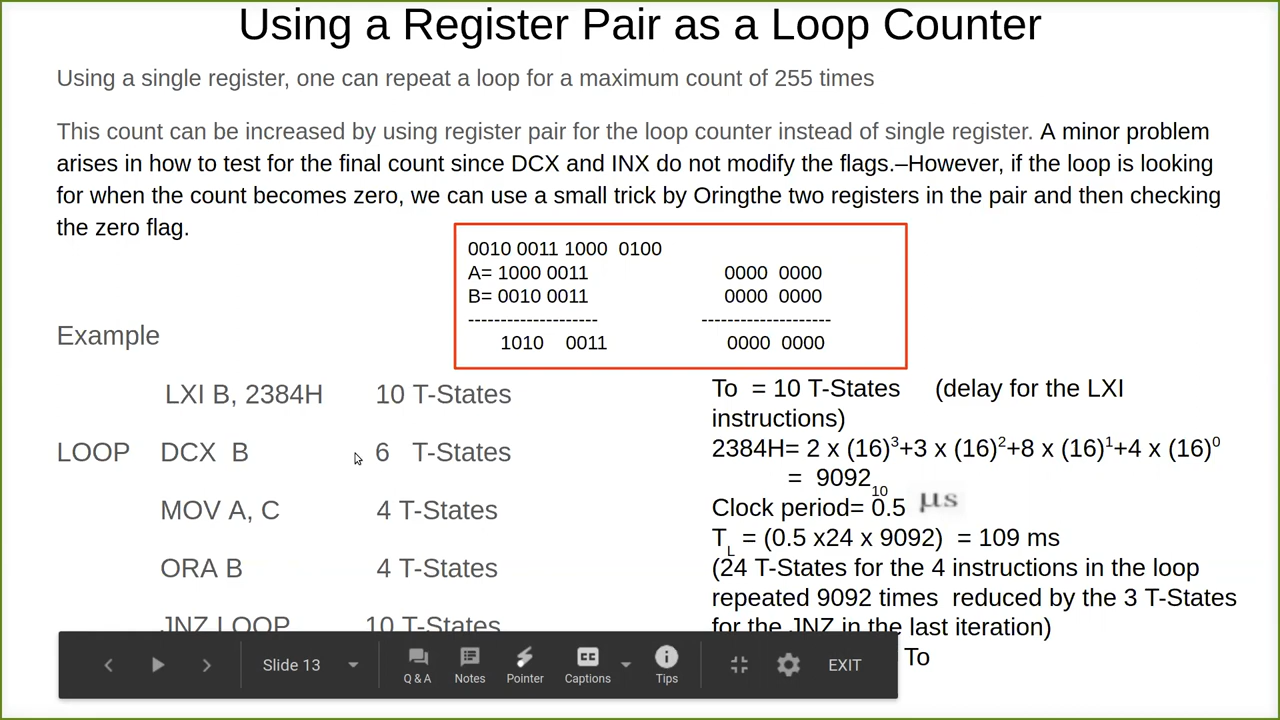 Using a Register Pair as a Loop Counter
Using a single register, one can repeat a loop for a maximum count of 255 times
This count can be increased by using register pair for the loop counter instead of single register. A minor problem
arises in how to test for the final count since DCX and INX do not modify the flags.–However, if the loop is looking
for when the count becomes zero, we can use a small trick by Oringthe two registers in the pair and then checking
the zero flag.
0010 0011 1000 0100
A= 1000 0011 0000 0000
B= 0010 0011 0000 0000
-------------------- --------------------
1010 0011 0000 0000
Example
LXI B, 2384H 10 T-States
LOOP DCX B 6 T-States
MOV A, C 4 T-States
ORA B 4 T-States
JNZ LOOP 10 T-States
To = 10 T-States (delay for the LXI
instructions)
2384H= 2 x (16)³+3 x (16)²+8 x (16)¹+4 x (16)⁰
= 9092₁₀
Clock period= 0.5 μs
T_L = (0.5 x24 x 9092) = 109 ms
(24 T-States for the 4 instructions in the loop
repeated 9092 times reduced by the 3 T-States
for the JNZ in the last iteration)
To
Slide 13
Q & A
Notes
Pointer
CC
Captions
Tips
EXIT